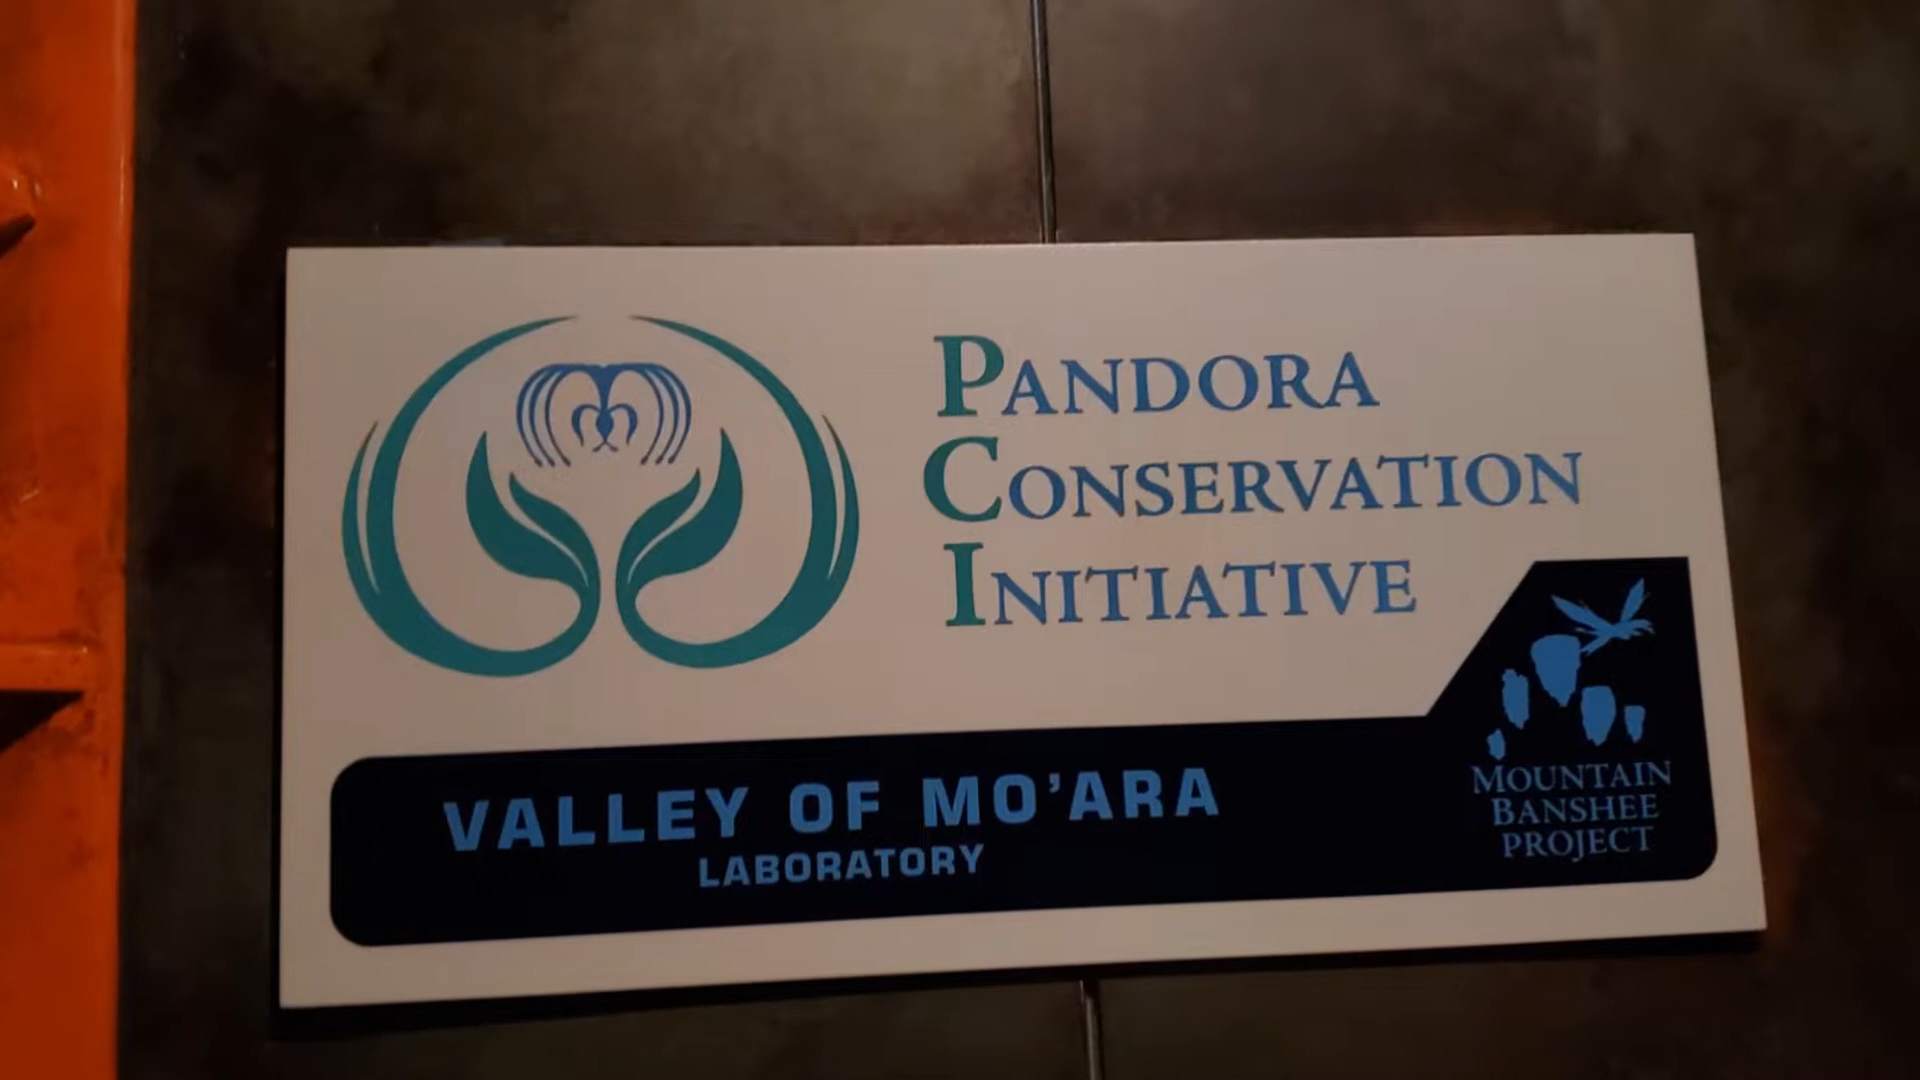 PANDORA
CONSERVATION
INITIATIVE
VALLEY OF MO’ARA
LABORATORY
MOUNTAIN
BANSHEE
PROJECT